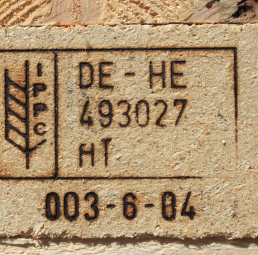 IPPC
DE - HE
493027
HT
003-6-04